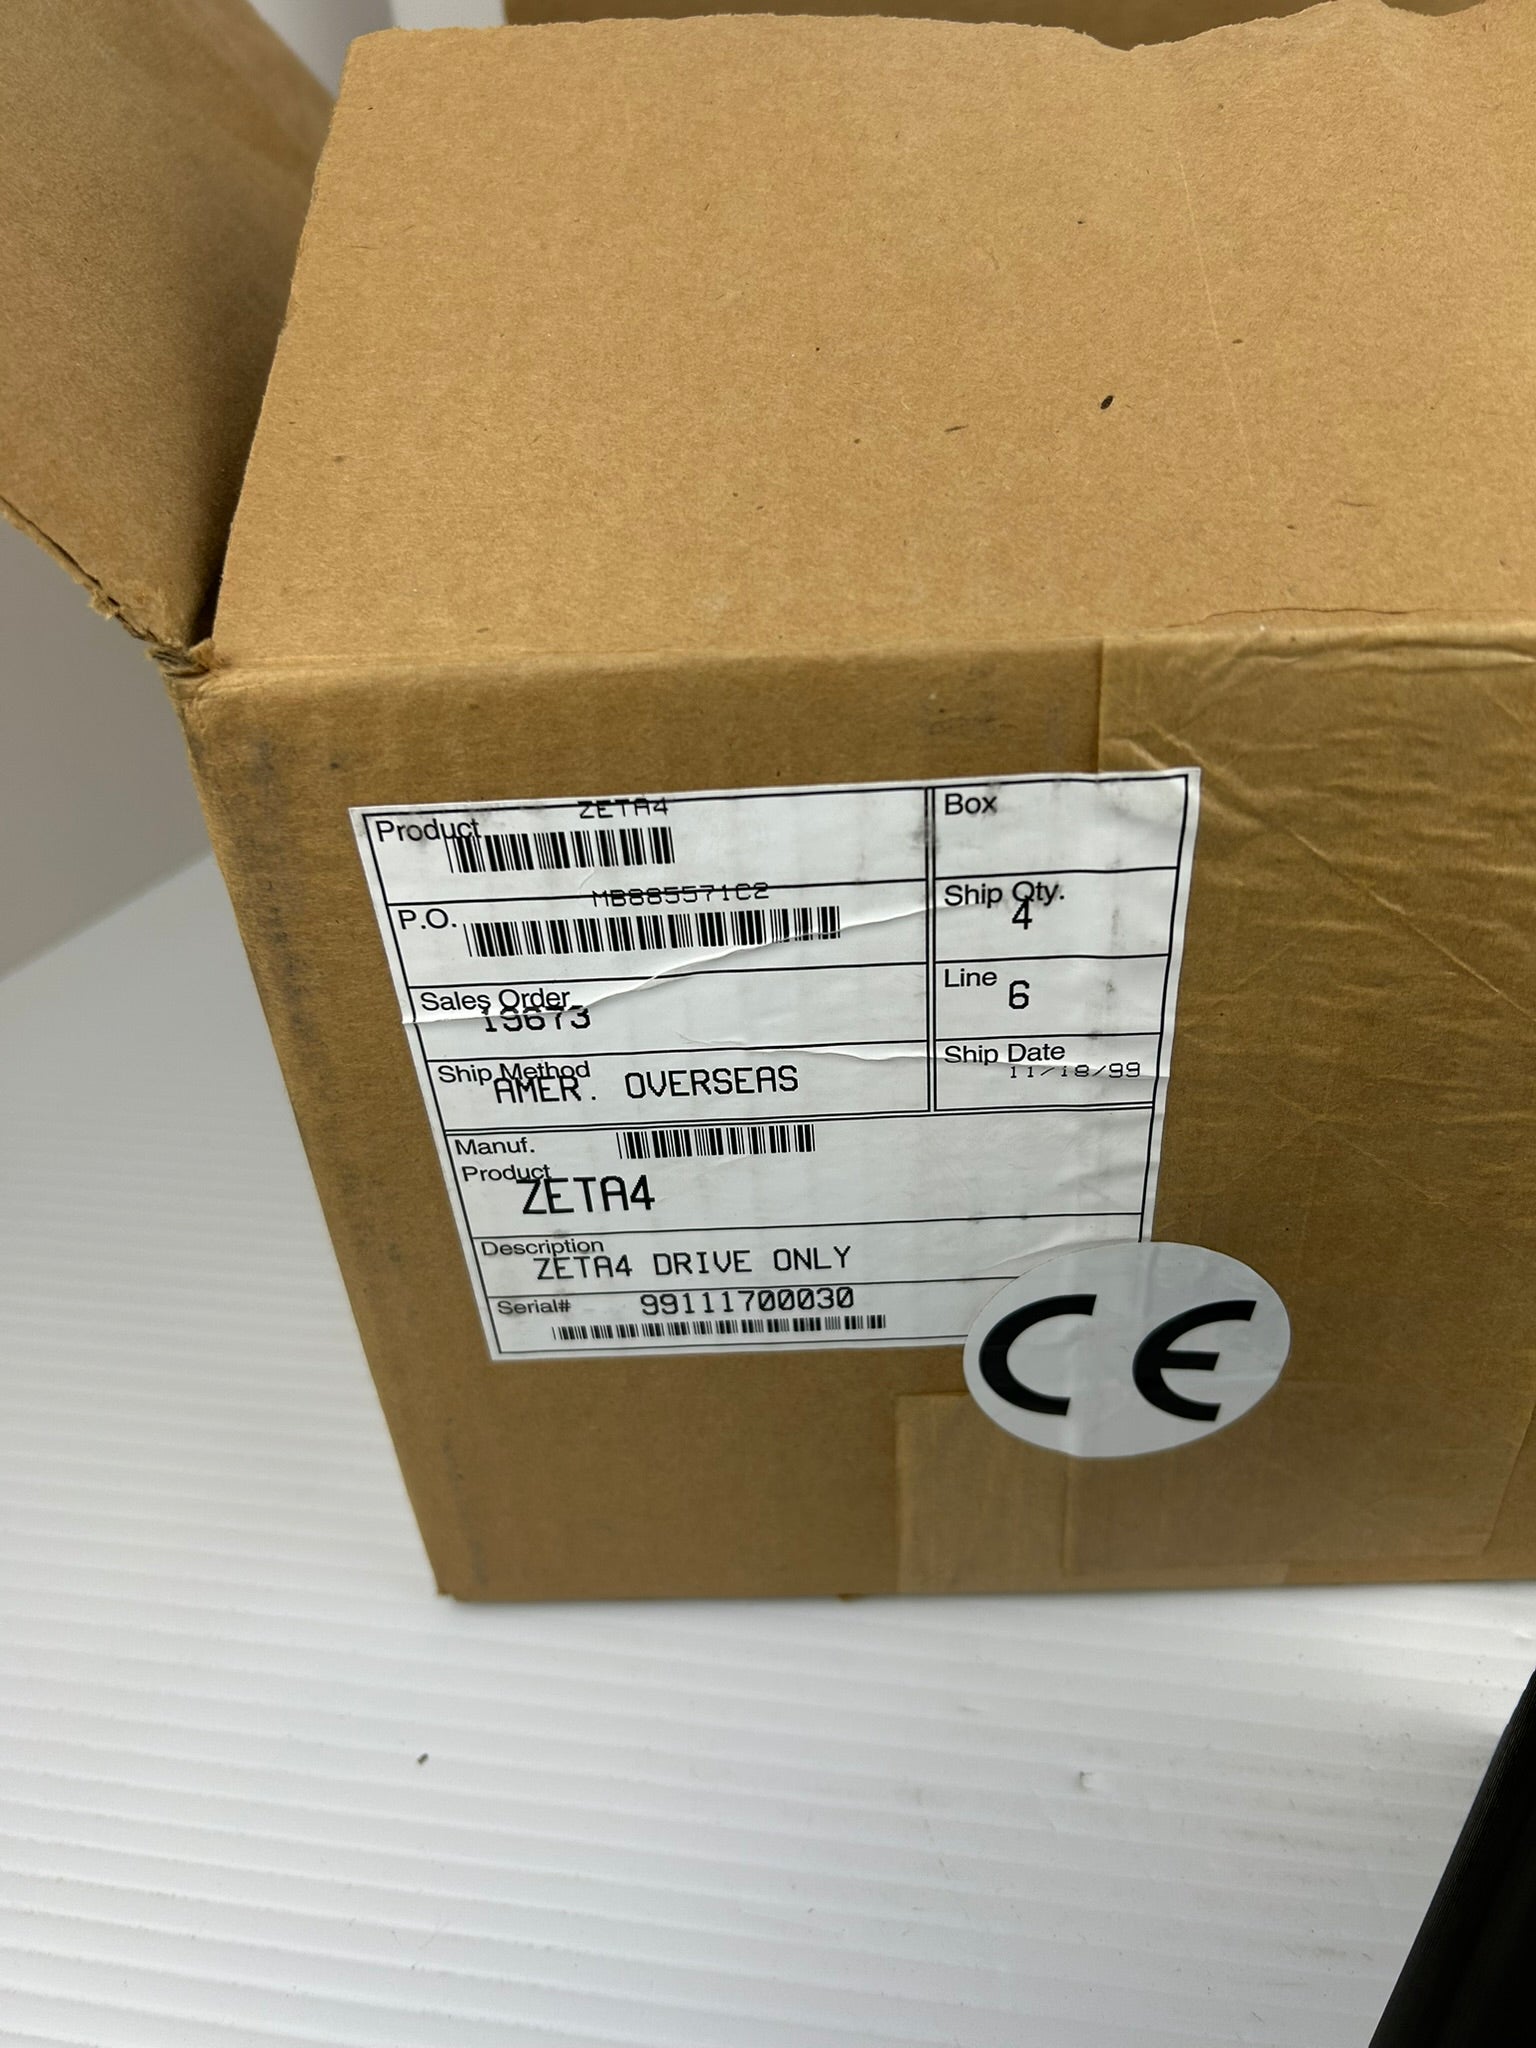 Product ZETA4
Box
P.O. MB885571C2
Ship Qty. 4
Sales Order 19673
Line 6
Ship Method AMER. OVERSEAS
Ship Date 11/18/99
Manuf.
Product ZETA4
Description ZETA4 DRIVE ONLY
Serial# 99111700030
CE